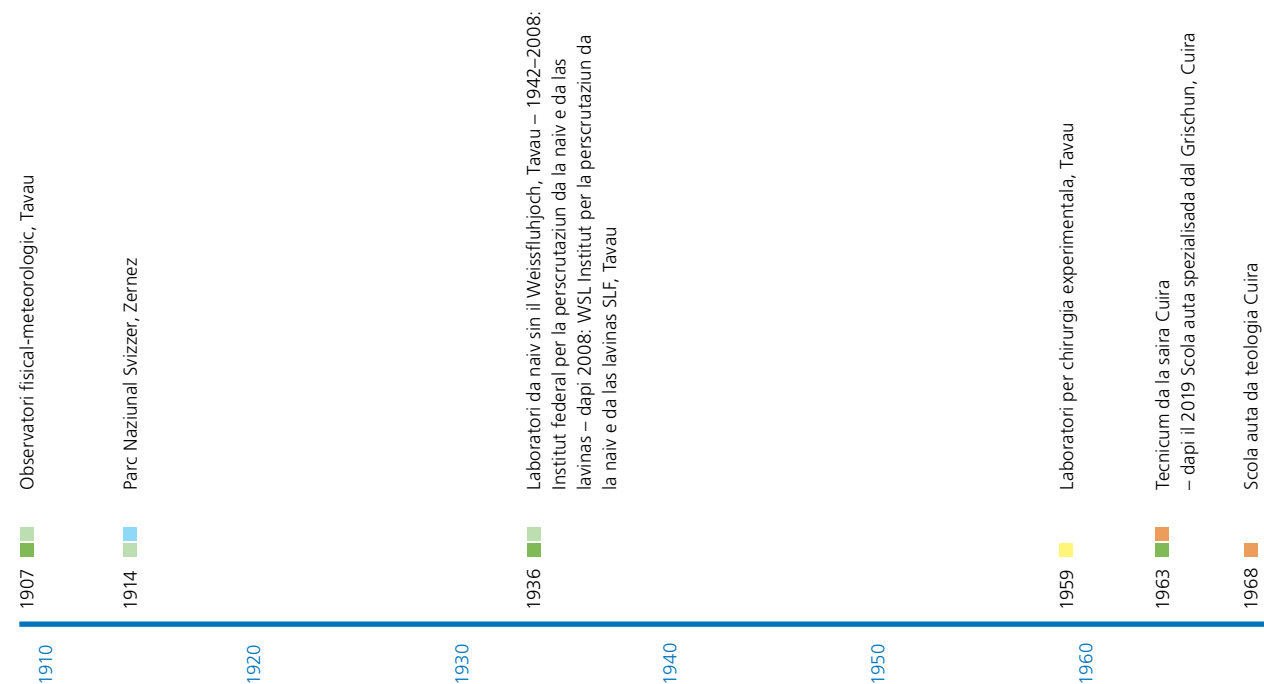 1907 Observatori fisical-meteorologic, Tavau
1914 Parc Naziunal Svizzer, Zernez
1936 Laboratori da naiv sin il Weissfluhjoch, Tavau – 1942–2008:
Institut federal per la perscrutaziun da la naiv e da las
lavinas – dapi 2008: WSL Institut per la perscrutaziun da
la naiv e da las lavinas SLF, Tavau
1959 Laboratori per chirurgia experimentala, Tavau
1963 Tecnicum da la saira Cuira
– dapi il 2019 Scola auta spezialisada dal Grischun, Cuira
1968 Scola auta da teologia Cuira
1910
1920
1930
1940
1950
1960